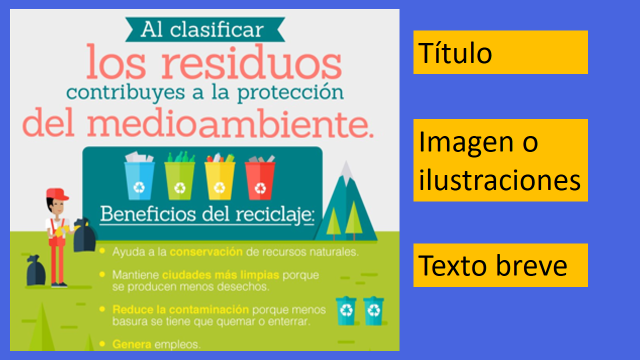 Al clasificar
los residuos
contribuyes a la protección
del medioambiente.
Beneficios del reciclaje:
Ayuda a la conservación de recursos naturales.
Mantiene ciudades más limpias porque
se producen menos desechos.
Reduce la contaminación porque menos
basura se tiene que quemar o enterrar.
Genera empleos.
Título
Imagen o
ilustraciones
Texto breve